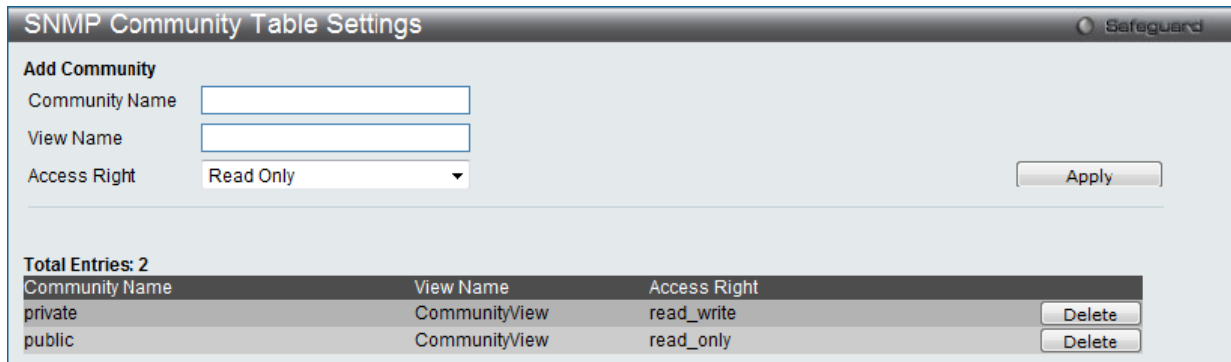 SNMP Community Table Settings
Safeguard
Add Community
Community Name
View Name
Access Right Read Only Apply
Total Entries: 2
Community Name View Name Access Right
private CommunityView read_write Delete
public CommunityView read_only Delete